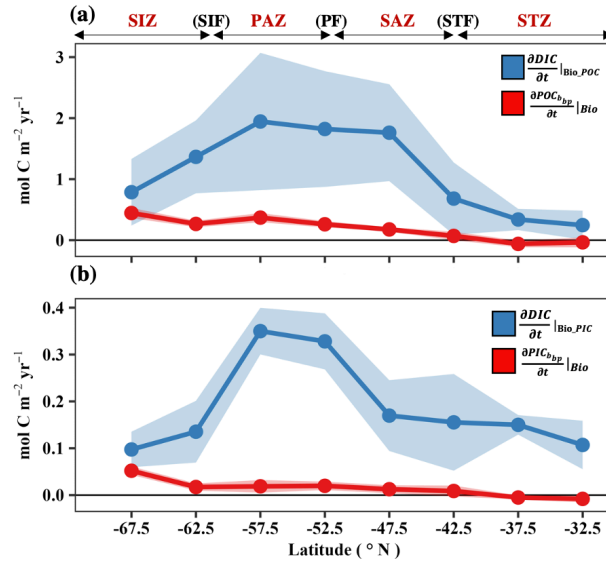 (a) SIZ (SIF) PAZ (PF) SAZ (STF) STZ
∂DIC/∂t |Bio_POC
∂POC_bbp/∂t |Bio
mol C m⁻² yr⁻¹
3
2
1
0
(b)
∂DIC/∂t |Bio_PIC
∂PIC_bbp/∂t |Bio
mol C m⁻² yr⁻¹
0.4
0.3
0.2
0.1
0.0
-67.5 -62.5 -57.5 -52.5 -47.5 -42.5 -37.5 -32.5
Latitude ( ° N )